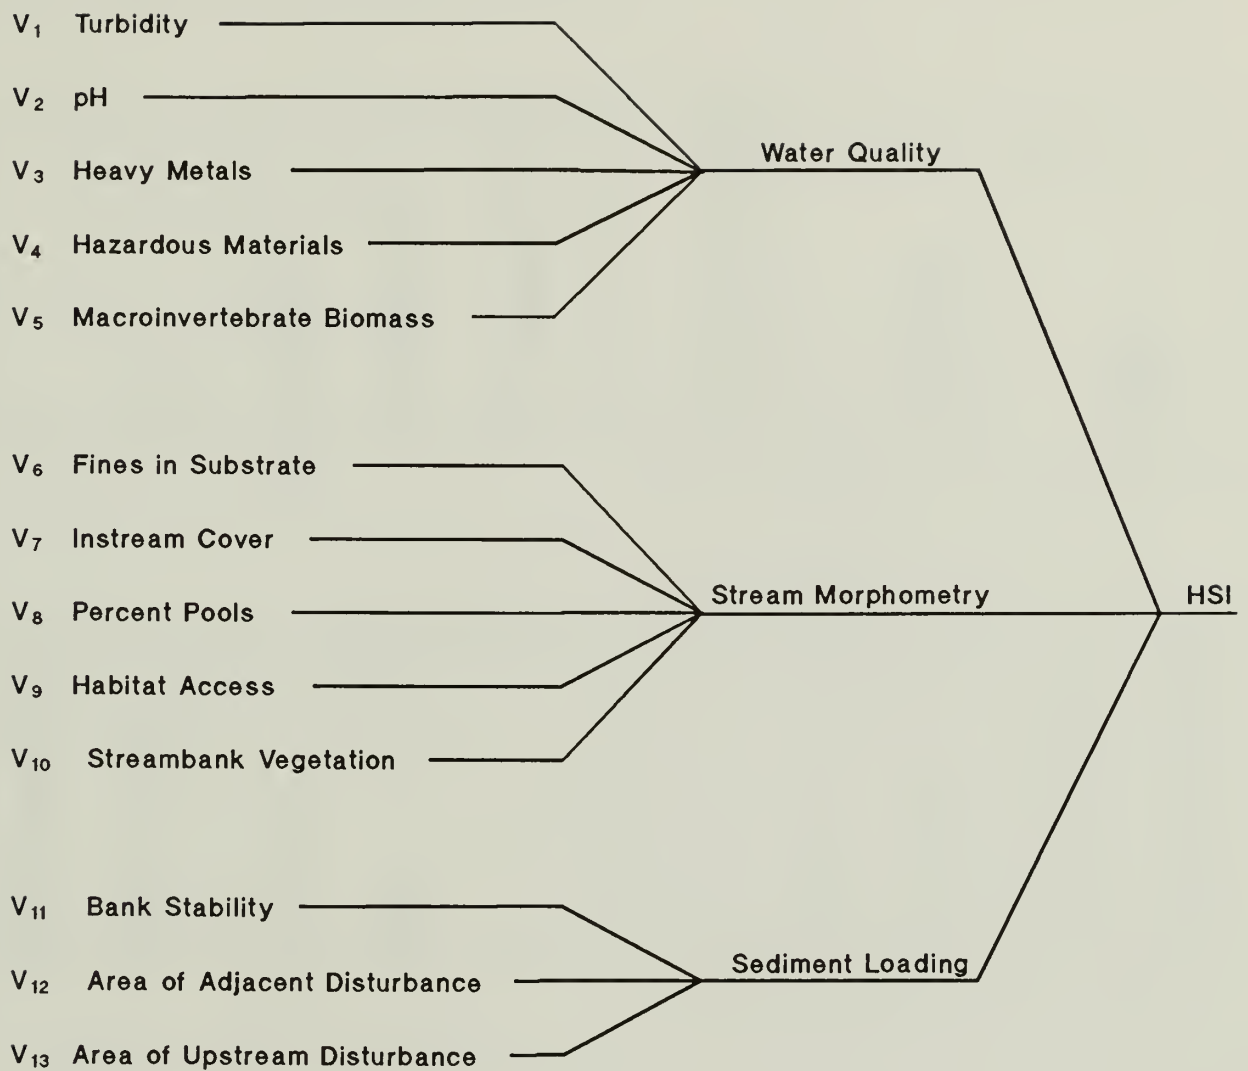 V1 Turbidity
V2 pH
Water Quality
V3 Heavy Metals
V4 Hazardous Materials
V5 Macroinvertebrate Biomass
V6 Fines in Substrate
V7 Instream Cover
Stream Morphometry HSI
V8 Percent Pools
V9 Habitat Access
V10 Streambank Vegetation
V11 Bank Stability
Sediment Loading
V12 Area of Adjacent Disturbance
V13 Area of Upstream Disturbance